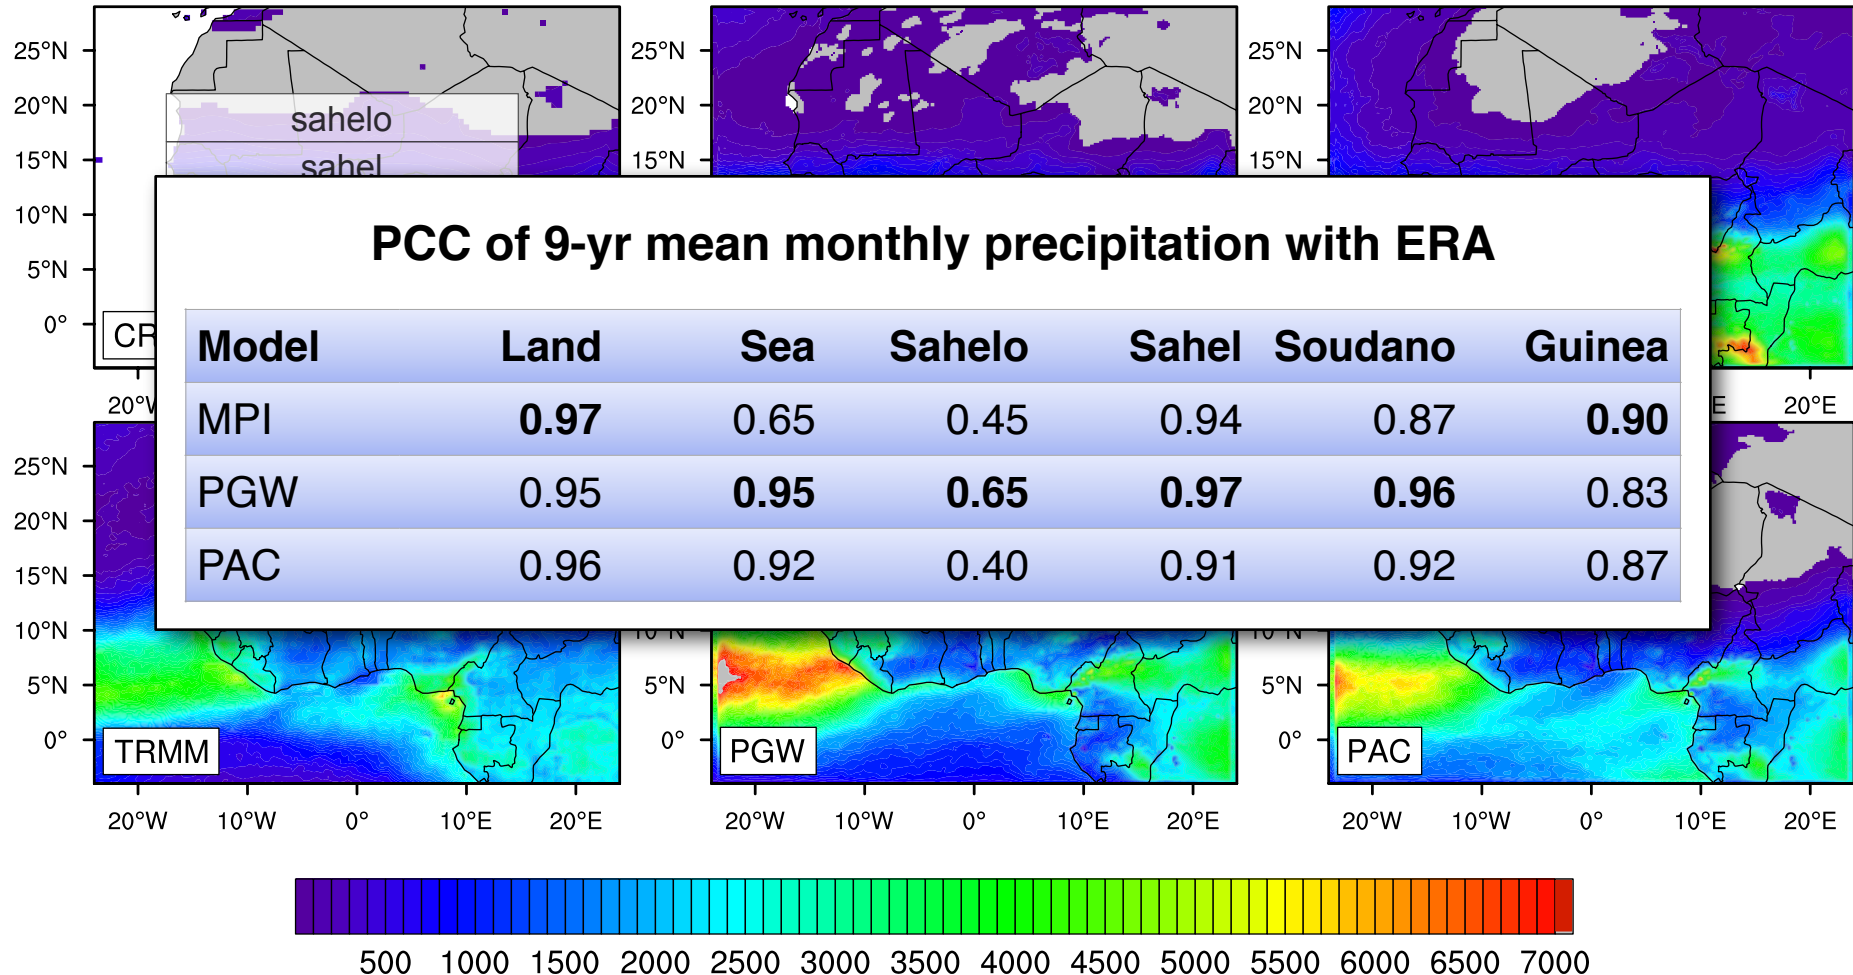 25°N 25°N 25°N
20°N 20°N 20°N
sahelo
15°N 15°N 15°N
sahel
10°N
5°N
0°
CR
20°W
E 20°E
PCC of 9-yr mean monthly precipitation with ERA
Model Land Sea Sahelo Sahel Soudano Guinea
MPI 0.97 0.65 0.45 0.94 0.87 0.90
PGW 0.95 0.95 0.65 0.97 0.96 0.83
PAC 0.96 0.92 0.40 0.91 0.92 0.87
25°N
20°N
15°N
10°N 10°N 10°N
5°N 5°N 5°N
0° 0° 0°
TRMM PGW PAC
20°W 10°W 0° 10°E 20°E 20°W 10°W 0° 10°E 20°E 20°W 10°W 0° 10°E 20°E
500 1000 1500 2000 2500 3000 3500 4000 4500 5000 5500 6000 6500 7000